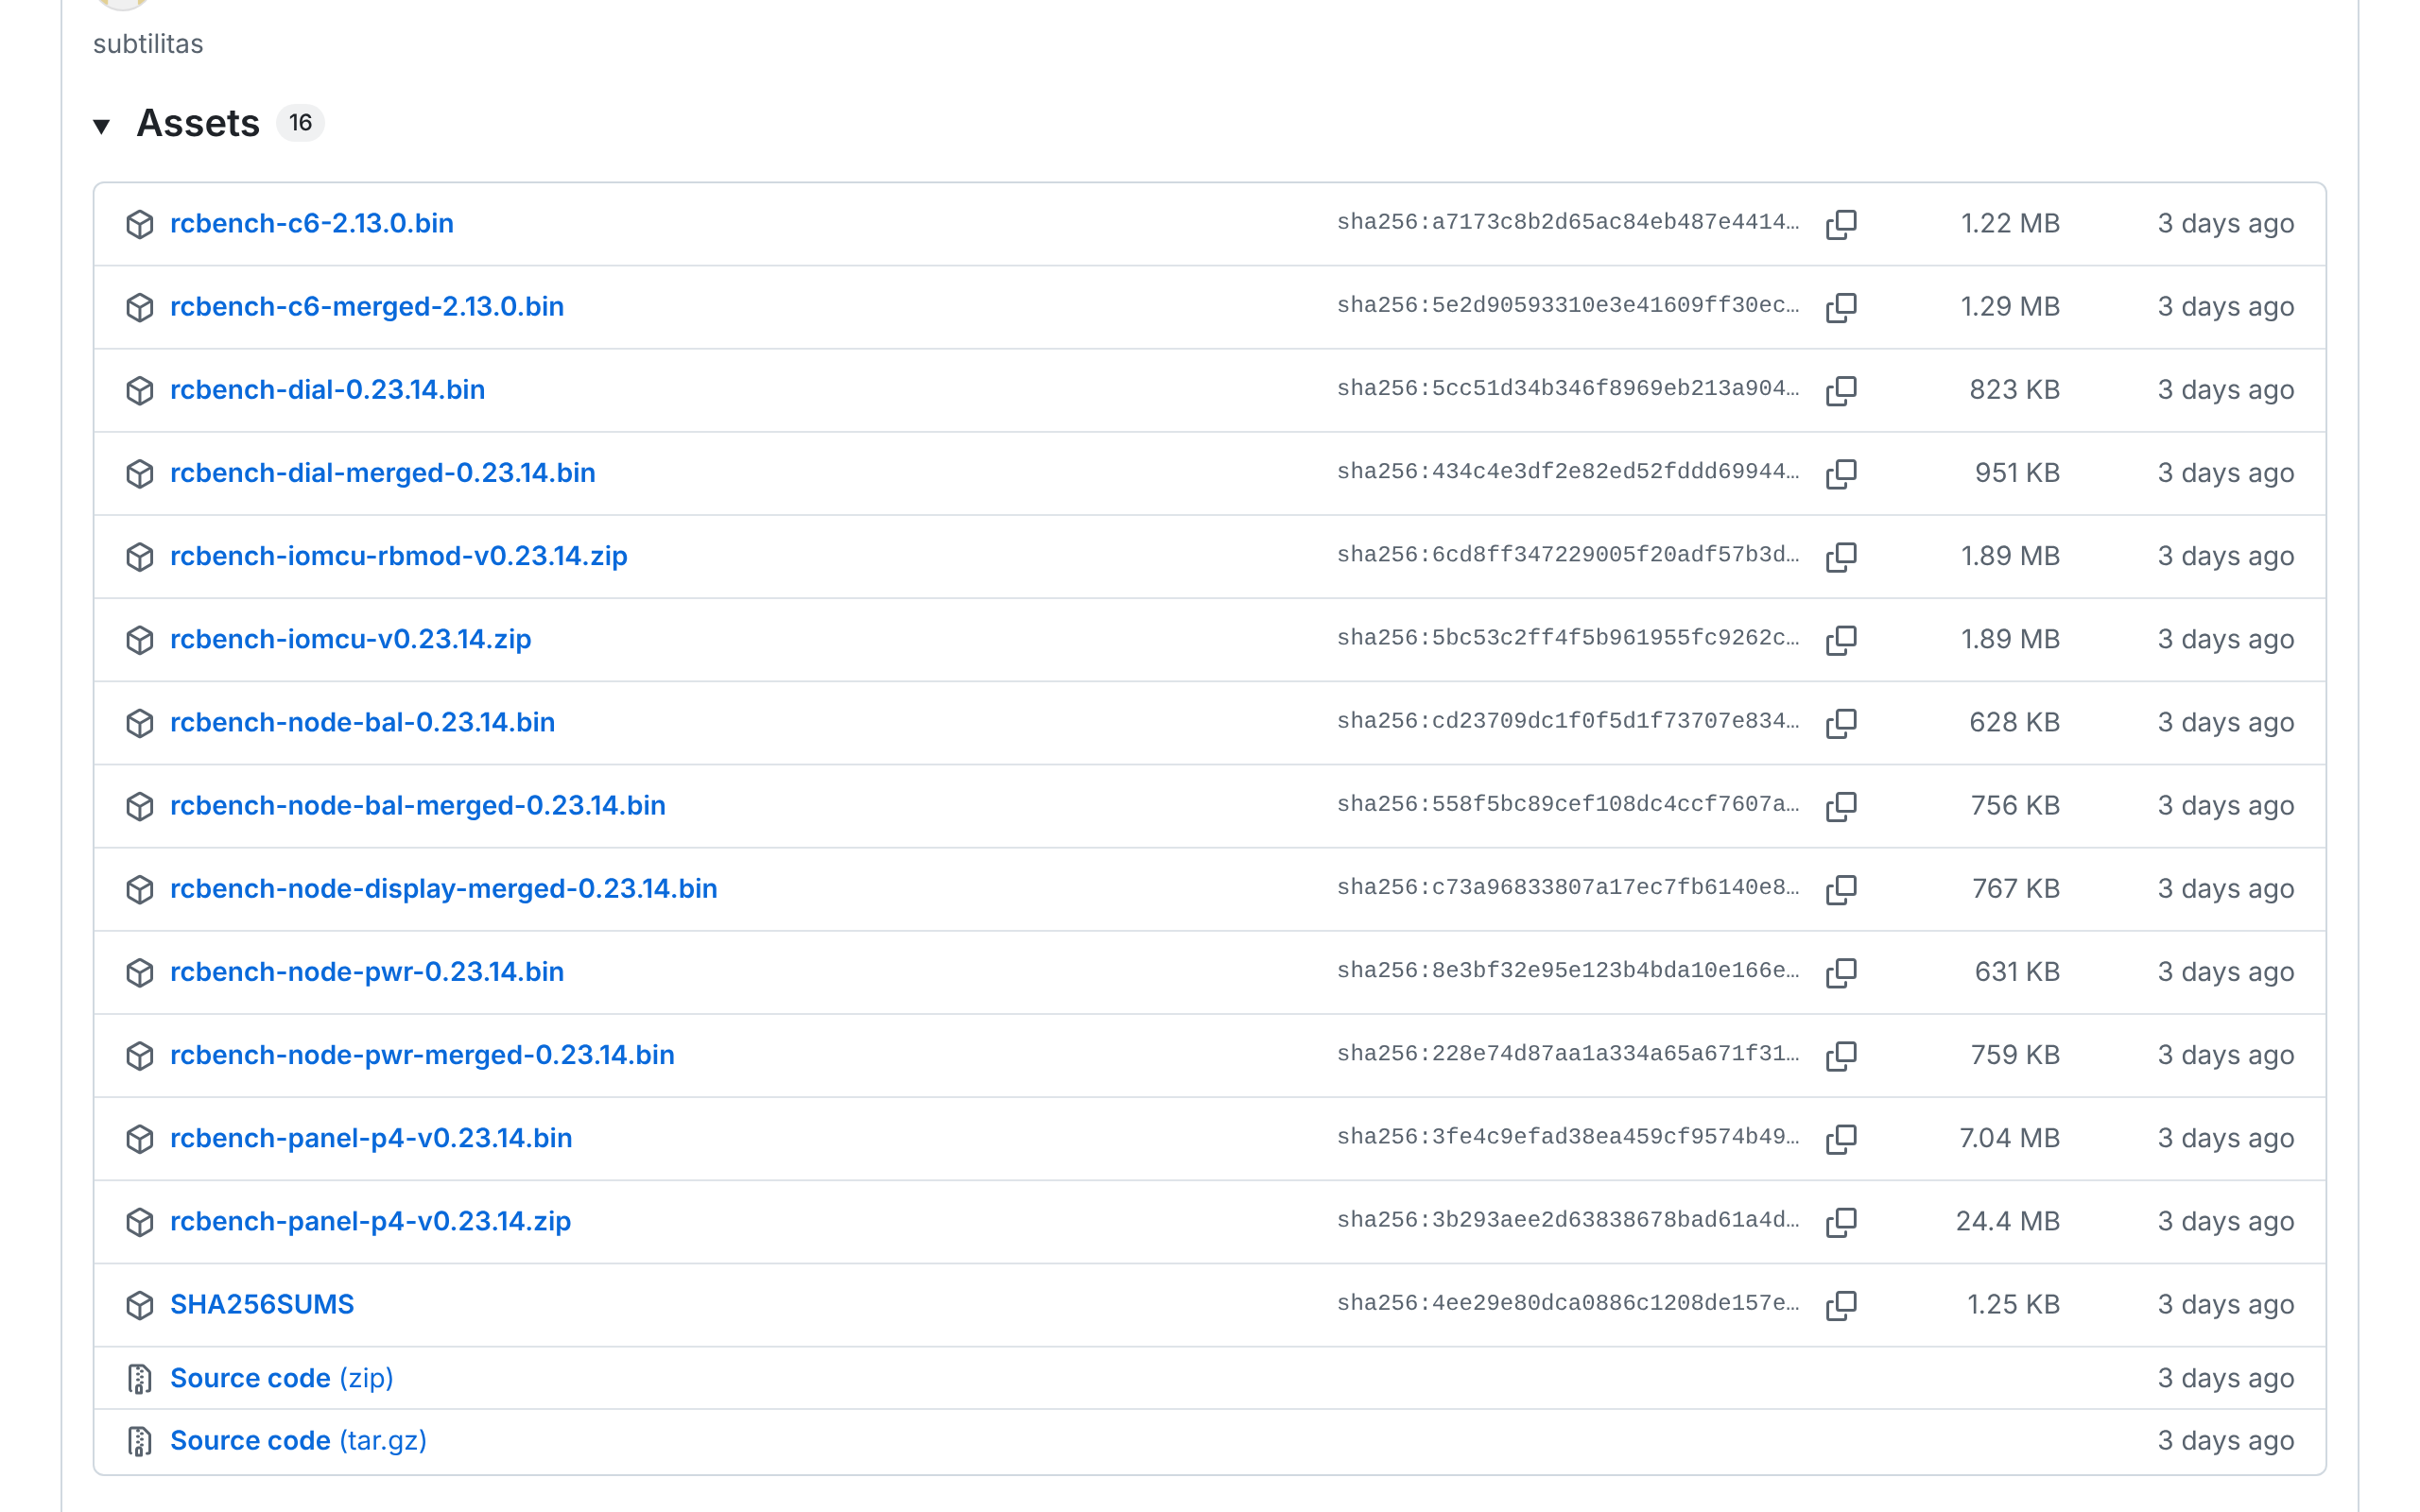 subtilitas
Assets 16
rcbench-c6-2.13.0.bin sha256:a7173c8b2d65ac84eb487e4414… 1.22 MB 3 days ago
rcbench-c6-merged-2.13.0.bin sha256:5e2d90593310e3e41609ff30ec… 1.29 MB 3 days ago
rcbench-dial-0.23.14.bin sha256:5cc51d34b346f8969eb213a904… 823 KB 3 days ago
rcbench-dial-merged-0.23.14.bin sha256:434c4e3df2e82ed52fddd69944… 951 KB 3 days ago
rcbench-iomcu-rbmod-v0.23.14.zip sha256:6cd8ff347229005f20adf57b3d… 1.89 MB 3 days ago
rcbench-iomcu-v0.23.14.zip sha256:5bc53c2ff4f5b961955fc9262c… 1.89 MB 3 days ago
rcbench-node-bal-0.23.14.bin sha256:cd23709dc1f0f5d1f73707e834… 628 KB 3 days ago
rcbench-node-bal-merged-0.23.14.bin sha256:558f5bc89cef108dc4ccf7607a… 756 KB 3 days ago
rcbench-node-display-merged-0.23.14.bin sha256:c73a96833807a17ec7fb6140e8… 767 KB 3 days ago
rcbench-node-pwr-0.23.14.bin sha256:8e3bf32e95e123b4bda10e166e… 631 KB 3 days ago
rcbench-node-pwr-merged-0.23.14.bin sha256:228e74d87aa1a334a65a671f31… 759 KB 3 days ago
rcbench-panel-p4-v0.23.14.bin sha256:3fe4c9efad38ea459cf9574b49… 7.04 MB 3 days ago
rcbench-panel-p4-v0.23.14.zip sha256:3b293aee2d63838678bad61a4d… 24.4 MB 3 days ago
SHA256SUMS sha256:4ee29e80dca0886c1208de157e… 1.25 KB 3 days ago
Source code (zip) 3 days ago
Source code (tar.gz) 3 days ago